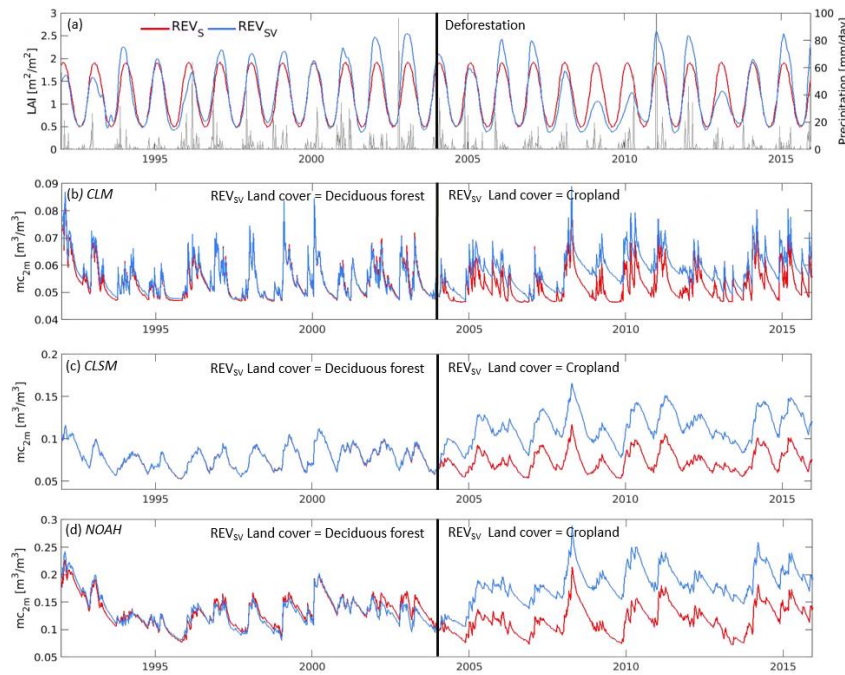 (a) REV_S REV_SV Deforestation
LAI [m²/m²]
3
2.5
2
1.5
1
0.5
0
100
80
60
40
20
0
Precipitation [mm/day]
1995 2000 2005 2010 2015
(b) CLM REV_SV Land cover = Deciduous forest REV_SV Land cover = Cropland
mc_2m [m³/m³]
0.09
0.08
0.07
0.06
0.05
0.04
1995 2000 2005 2010 2015
(c) CLSM REV_SV Land cover = Deciduous forest REV_SV Land cover = Cropland
mc_2m [m³/m³]
0.2
0.15
0.1
0.05
1995 2000 2005 2010 2015
(d) NOAH REV_SV Land cover = Deciduous forest REV_SV Land cover = Cropland
mc_2m [m³/m³]
0.3
0.25
0.2
0.15
0.1
0.05
1995 2000 2005 2010 2015